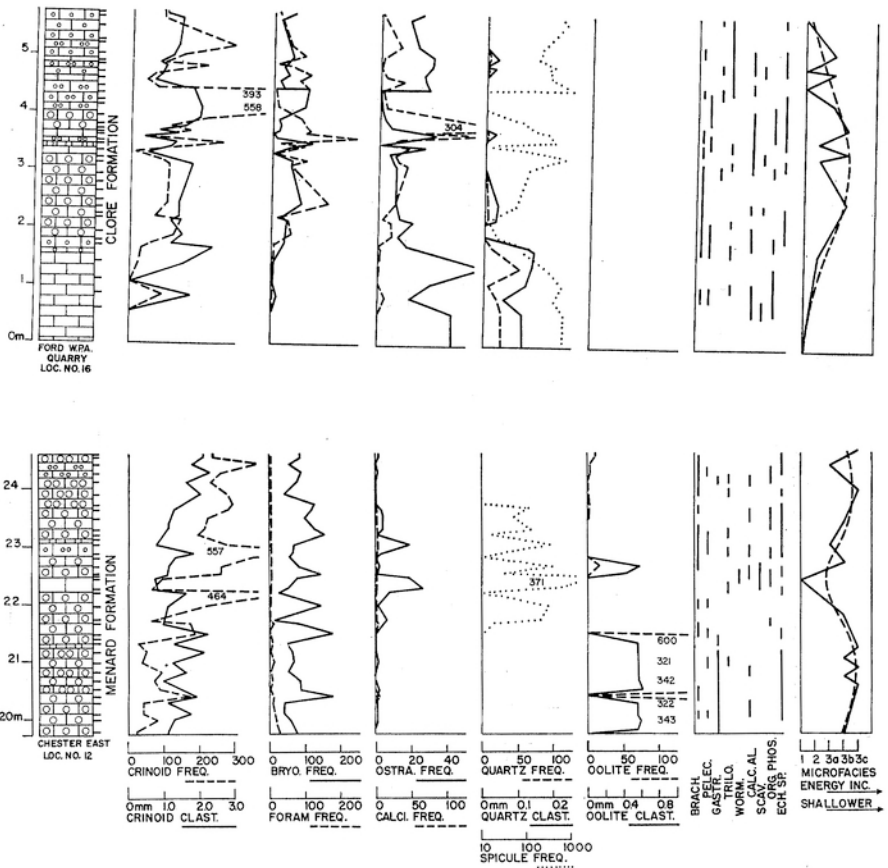 5
4
3
2
1
0m
CLORE FORMATION
FORD W.P.A.
QUARRY
LOC. NO. 16
393
558
304
24
23
22
21
20m
MENARD FORMATION
CHESTER EAST
LOC. NO. 12
557
464
371
600
321
342
322
343
0 100 200 300
CRINOID FREQ.
0mm 1.0 2.0 3.0
CRINOID CLAST.
0 100 200
BRYO. FREQ.
0 100 200
FORAM FREQ.
0 20 40
OSTRA. FREQ.
0 50 100
CALCI. FREQ.
0 50 100
QUARTZ FREQ.
0mm 0.1 0.2
QUARTZ CLAST.
10 100 1000
SPICULE FREQ.
0 50 100
OOLITE FREQ.
0mm 0.4 0.8
OOLITE CLAST.
BRACH.
PELEC.
GASTR.
TRILO.
WORM.
CALC. AL.
SCAV.
ORG. PHOS.
ECH. SP.
1 2 3a 3b 3c
MICROFACIES
ENERGY INC.
SHALLOWER